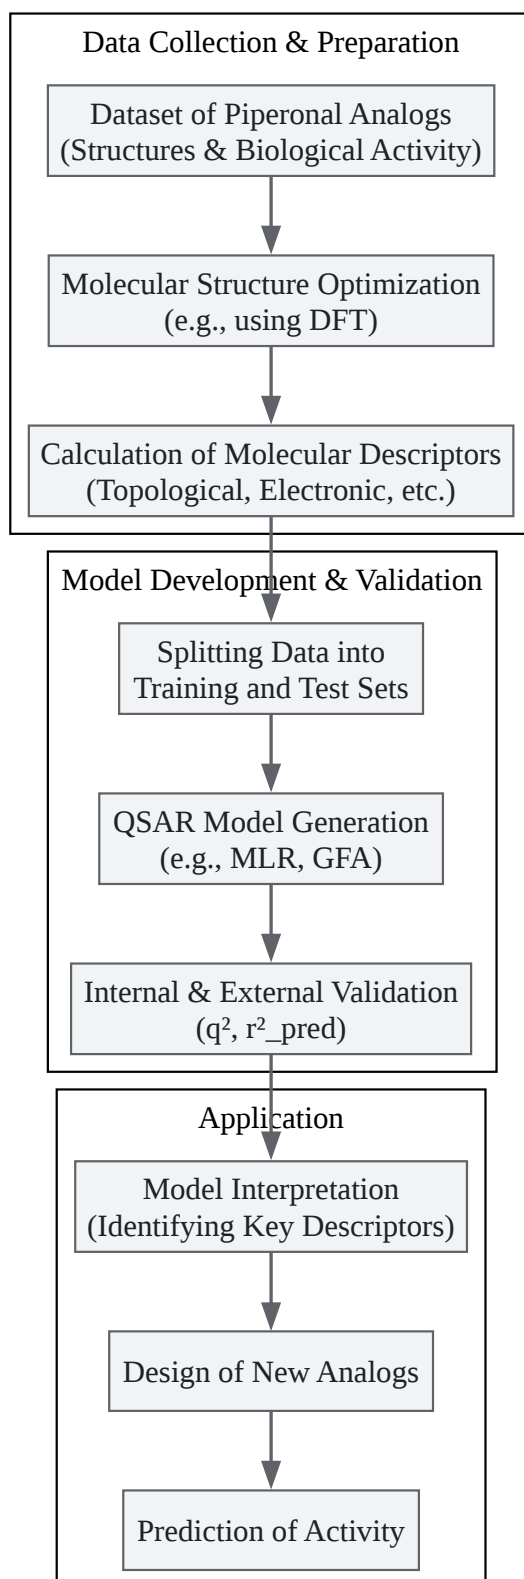 Data Collection & Preparation
Dataset of Piperonal Analogs
(Structures & Biological Activity)
Molecular Structure Optimization
(e.g., using DFT)
Calculation of Molecular Descriptors
(Topological, Electronic, etc.)
Model Development & Validation
Splitting Data into
Training and Test Sets
QSAR Model Generation
(e.g., MLR, GFA)
Internal & External Validation
(q², r²_pred)
Application
Model Interpretation
(Identifying Key Descriptors)
Design of New Analogs
Prediction of Activity